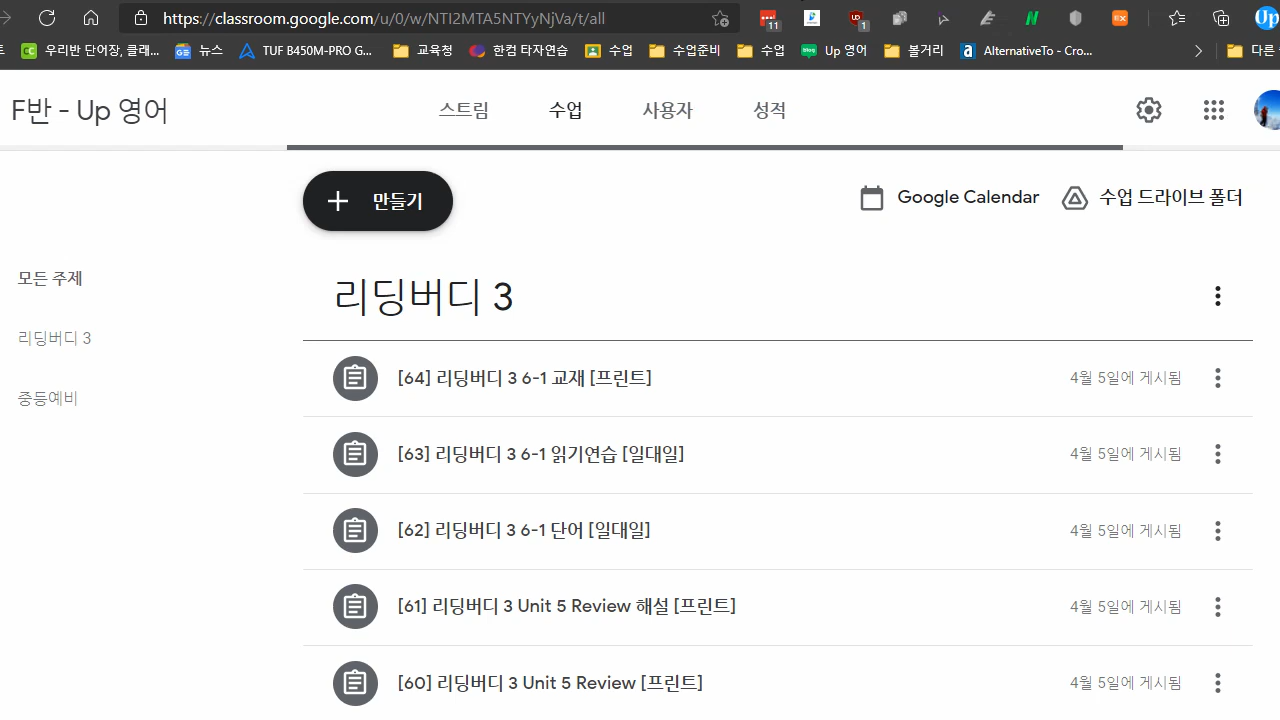 https://classroom.google.com/u/0/w/NTI2MTA5NTYyNjVa/t/all
11
UD
1
EX
Up
트
CC 우리반 단어장, 클래...
GE 뉴스
TUF B450M-PRO G...
교육청
한컴 타자연습
수업
수업준비
수업
blog Up 영어
볼거리
a AlternativeTo - Cro...
다른
F반 - Up 영어
스트림
수업
사용자
성적
만들기
Google Calendar
수업 드라이브 폴더
모든 주제
리딩버디 3
중등예비
리딩버디 3
[64] 리딩버디 3 6-1 교재 [프린트]
4월 5일에 게시됨
[63] 리딩버디 3 6-1 읽기연습 [일대일]
4월 5일에 게시됨
[62] 리딩버디 3 6-1 단어 [일대일]
4월 5일에 게시됨
[61] 리딩버디 3 Unit 5 Review 해설 [프린트]
4월 5일에 게시됨
[60] 리딩버디 3 Unit 5 Review [프린트]
4월 5일에 게시됨